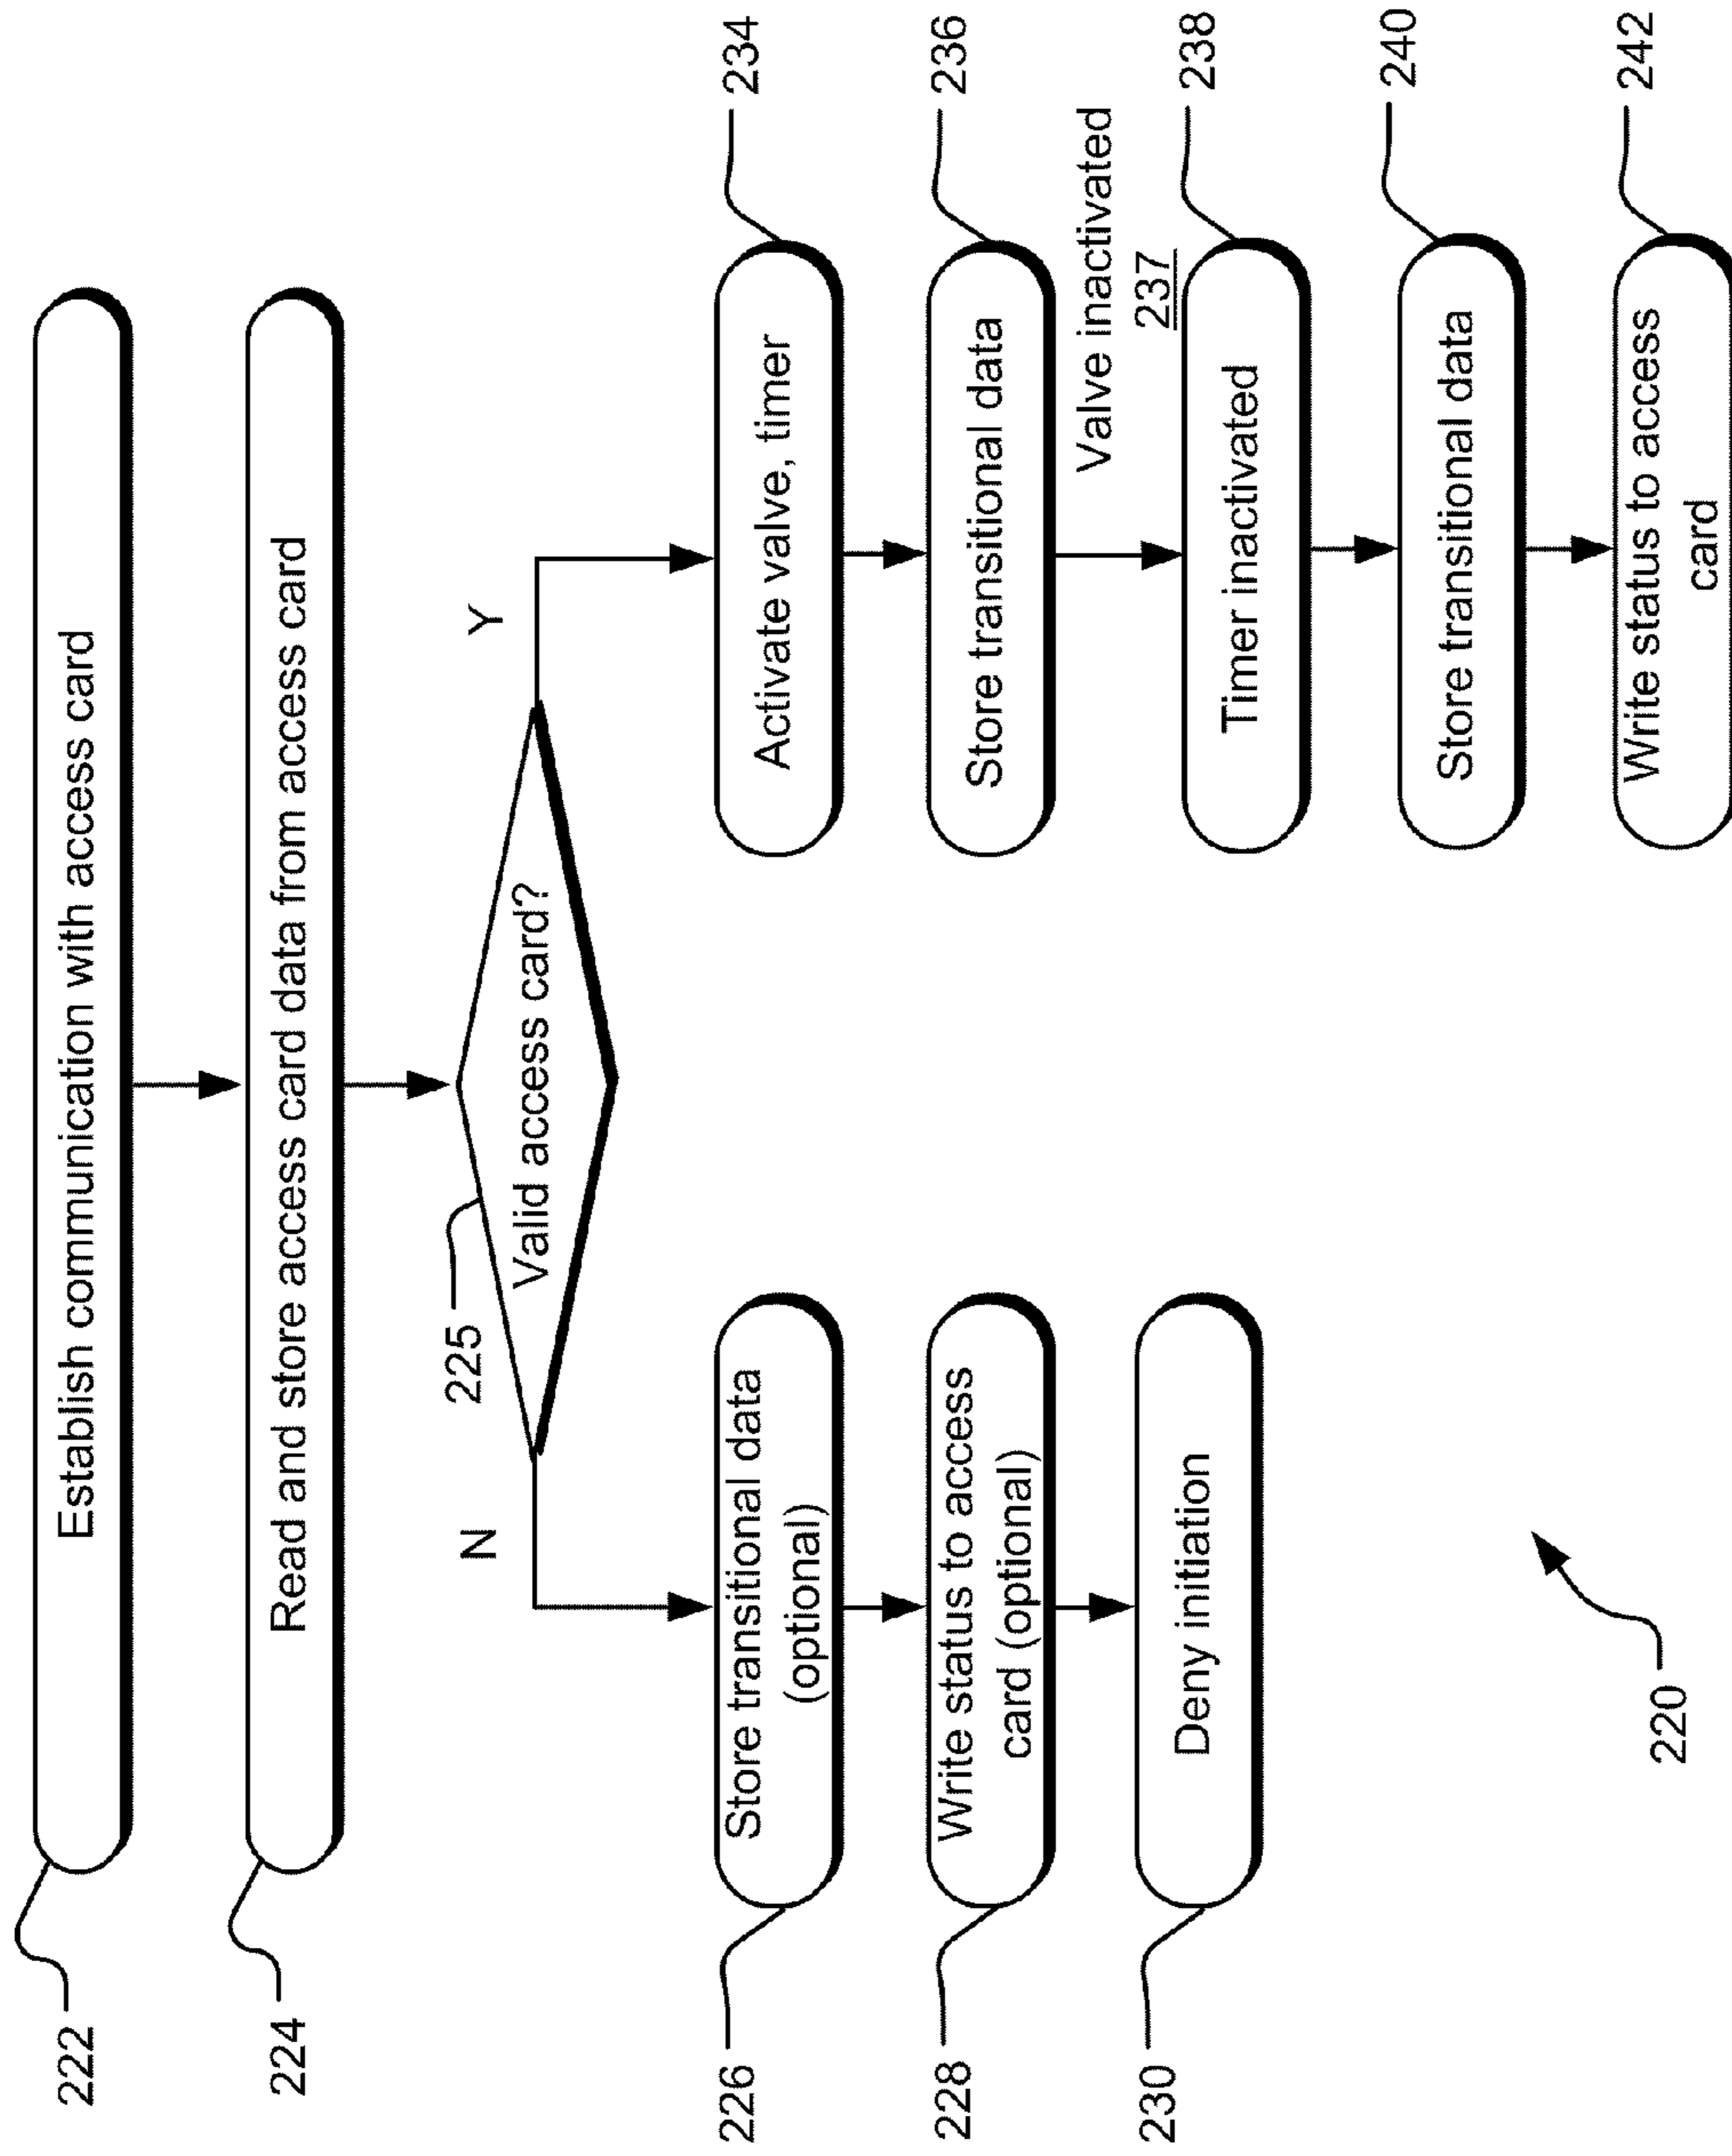 222
Establish communication with access card
224
Read and store access card data from access card
225
Valid access card?
N
Y
226
Store transitional data
(optional)
228
Write status to access
card (optional)
230
Deny initiation
234
Activate valve, timer
236
Store transitional data
Valve inactivated
237
238
Timer inactivated
240
Store transitional data
242
Write status to access
card
220